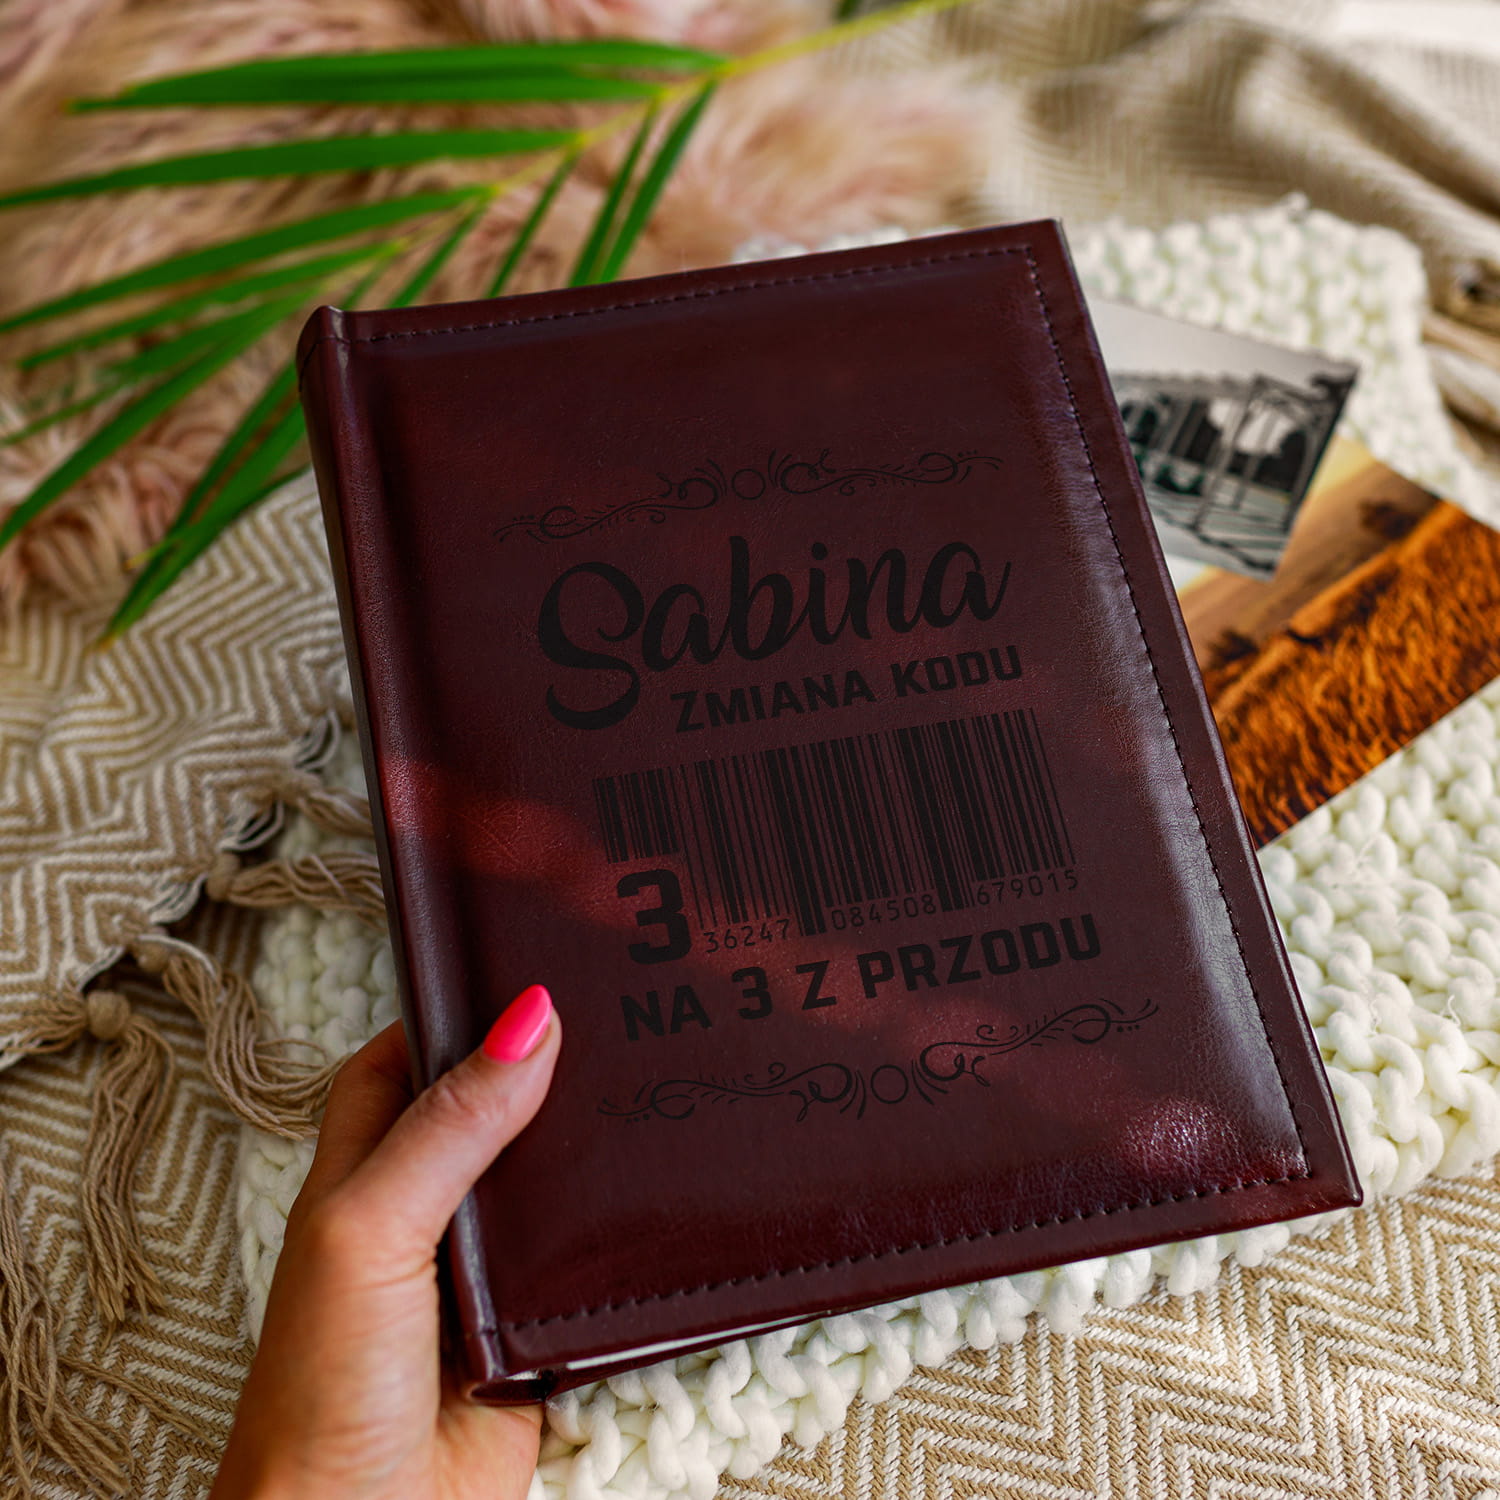 Sabina
ZMIANA KODU
3 36247 084508 679015
NA 3 Z PRZODU